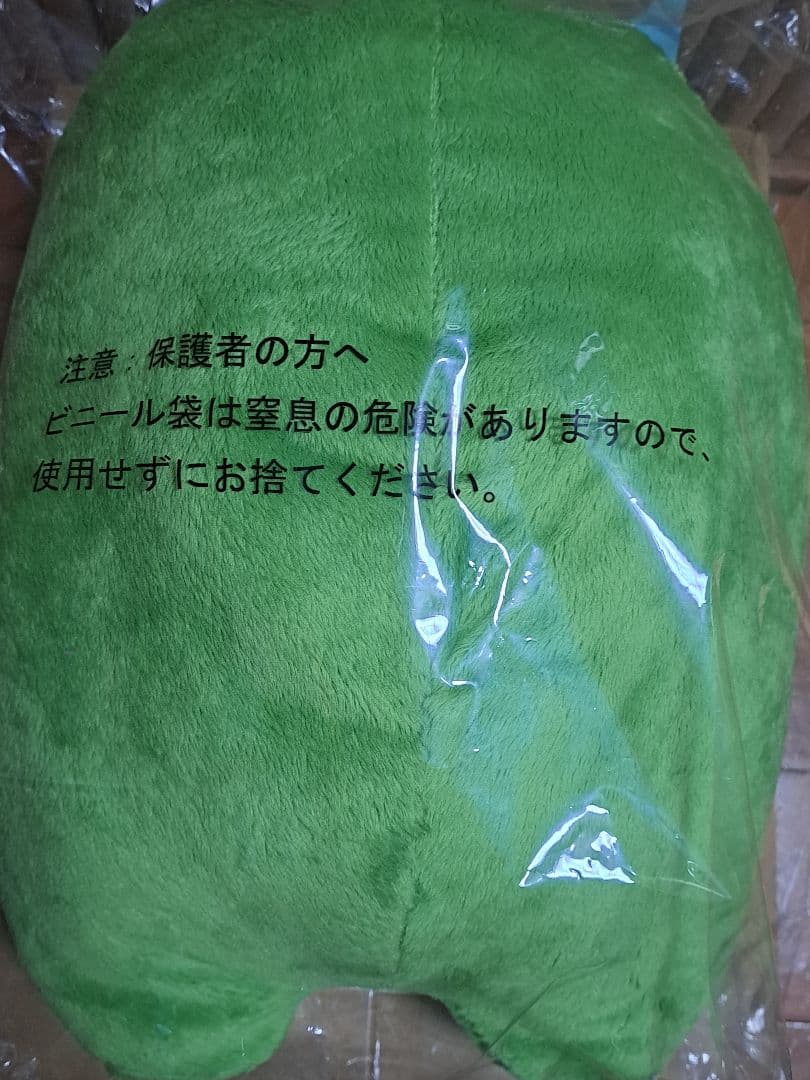 注意：保護者の方へ
ビニール袋は窒息の危険がありますので、
使用せずにお捨てください。